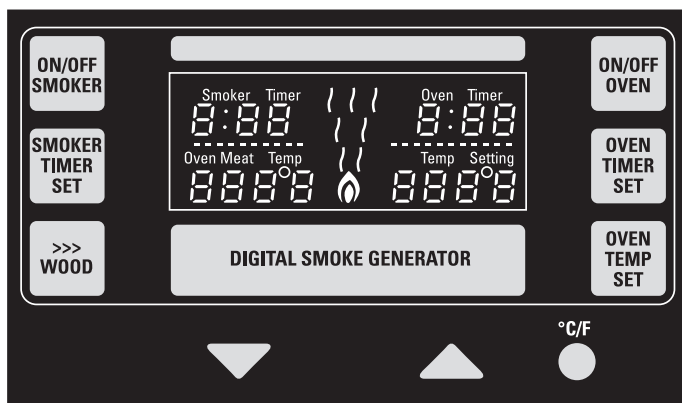 ON/OFF
SMOKER
SMOKER
TIMER
SET
>>>
WOOD
Smoker Timer
8:88
Oven Timer
8:88
Oven Meat Temp
888°8
Temp Setting
888°8
DIGITAL SMOKE GENERATOR
ON/OFF
OVEN
OVEN
TIMER
SET
OVEN
TEMP
SET
°C/F